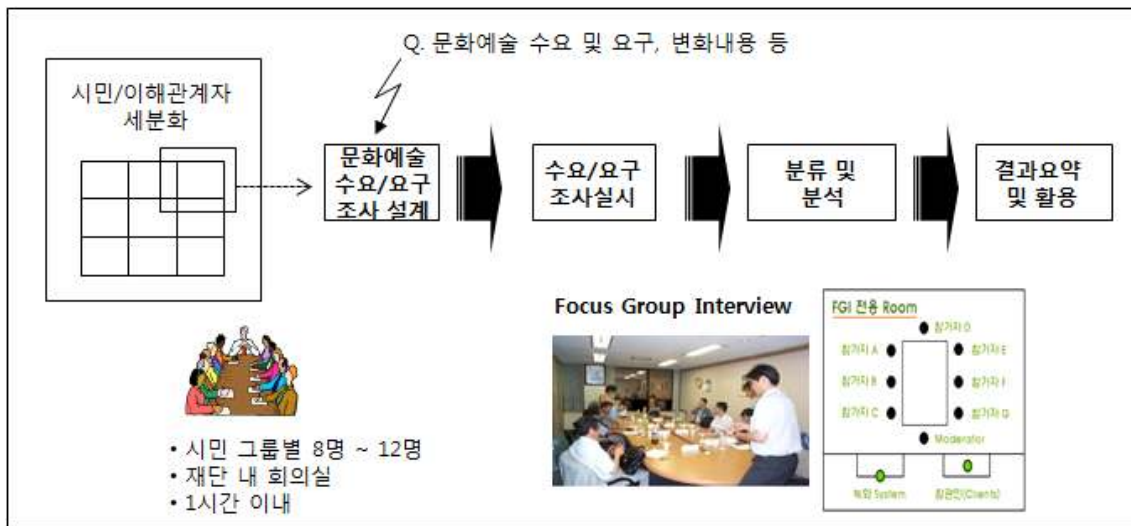 Q. 문화예술 수요 및 요구, 변화내용 등
시민/이해관계자
세분화
문화예술
수요/요구
조사 설계
수요/요구
조사실시
분류 및
분석
결과요약
및 활용
• 시민 그룹별 8명 ~ 12명
• 재단 내 회의실
• 1시간 이내
Focus Group Interview
FGI 전용 Room
참가자 D
참가자 A
참가자 E
참가자 B
참가자 F
참가자 C
참가자 G
Moderator
녹화 System
참관인(Clients)